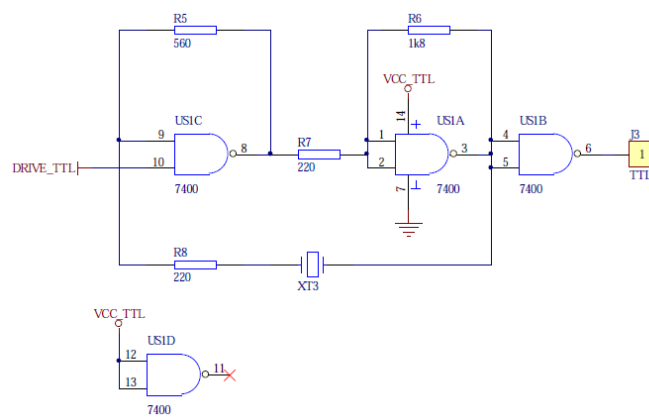 R5
560
R6
1k8
VCC_TTL
US1C
9
10
8
7400
DRIVE_TTL
R7
220
14
US1A
1
2
3
7
7400
US1B
4
5
6
7400
J3
1
TTL
R8
220
XT3
VCC_TTL
US1D
12
13
11
7400